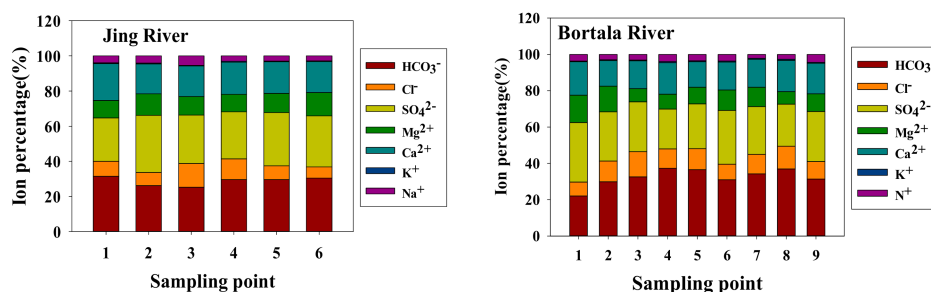 Jing River
120
100
80
60
40
20
0
Ion percentage(%)
1 2 3 4 5 6
Sampling point
HCO₃⁻
Cl⁻
SO₄²⁻
Mg²⁺
Ca²⁺
K⁺
Na⁺
Bortala River
120
100
80
60
40
20
0
Ion percentage(%)
1 2 3 4 5 6 7 8 9
Sampling point
HCO₃
Cl⁻
SO₄²⁻
Mg²⁺
Ca²⁺
K⁺
N⁺